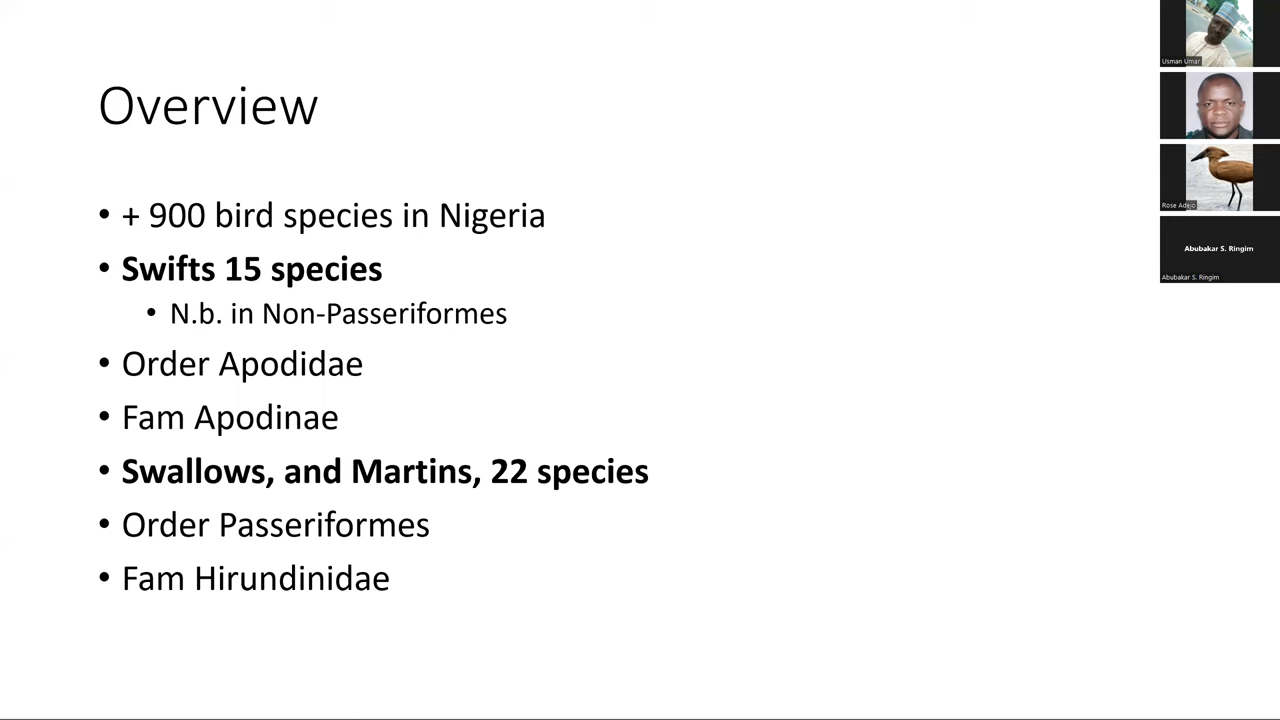 Overview
• + 900 bird species in Nigeria
• Swifts 15 species
• N.b. in Non-Passeriformes
• Order Apodidae
• Fam Apodinae
• Swallows, and Martins, 22 species
• Order Passeriformes
• Fam Hirundinidae
Usman Umar
Rose Adejo
Abubakar S. Ringim
Abubakar S. Ringim